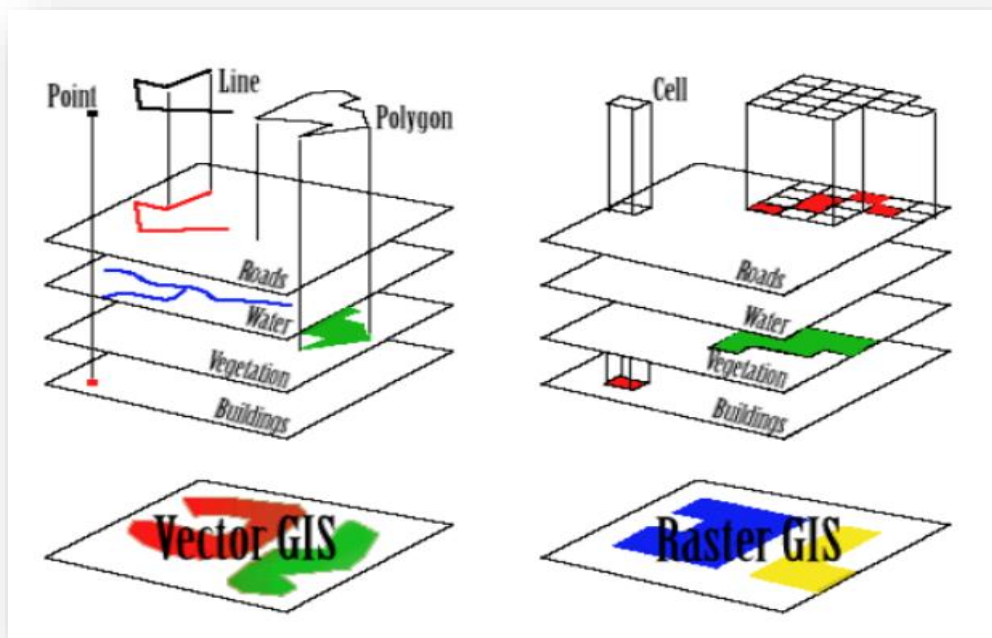 Point
Line
Polygon
Roads
Water
Vegetation
Buildings
Vector GIS
Cell
Roads
Water
Vegetation
Buildings
Raster GIS